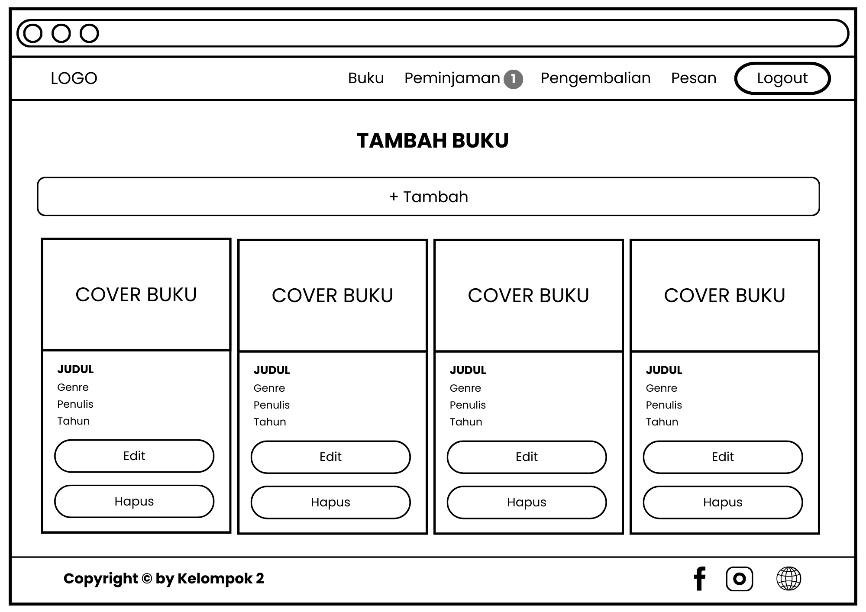 LOGO Buku Peminjaman 1 Pengembalian Pesan Logout
TAMBAH BUKU
+ Tambah
COVER BUKU
JUDUL
Genre
Penulis
Tahun
Edit
Hapus
COVER BUKU
JUDUL
Genre
Penulis
Tahun
Edit
Hapus
COVER BUKU
JUDUL
Genre
Penulis
Tahun
Edit
Hapus
COVER BUKU
JUDUL
Genre
Penulis
Tahun
Edit
Hapus
Copyright © by Kelompok 2